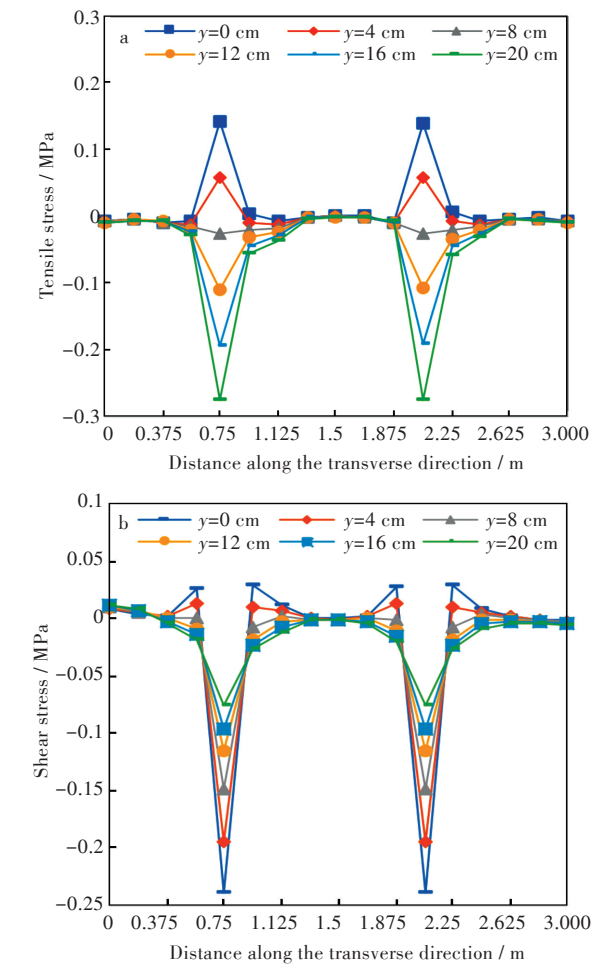 0.3
a
y=0 cm y=4 cm y=8 cm
y=12 cm y=16 cm y=20 cm
0.2
0.1
0
−0.1
−0.2
−0.3
Tensile stress / MPa
0 0.375 0.75 1.125 1.5 1.875 2.25 2.625 3.000
Distance along the transverse direction / m
0.1
b
y=0 cm y=4 cm y=8 cm
y=12 cm y=16 cm y=20 cm
0.05
0
−0.05
−0.1
−0.15
−0.2
−0.25
Shear stress / MPa
0 0.375 0.75 1.125 1.5 1.875 2.25 2.625 3.000
Distance along the transverse direction / m